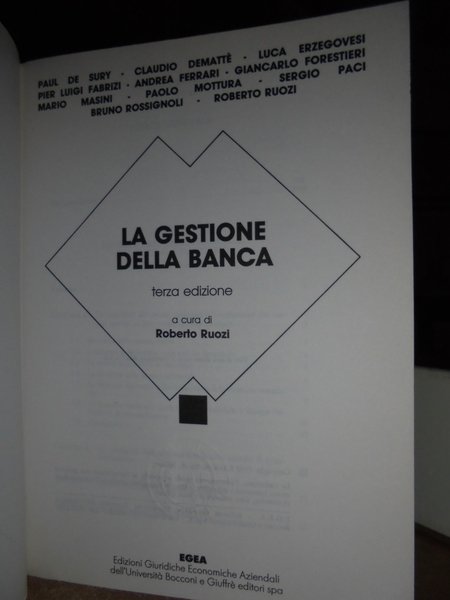 PAUL DE SURY - CLAUDIO DEMATTÈ - LUCA ERZEGOVESI
PIER LUIGI FABRIZI - ANDREA FERRARI - GIANCARLO FORESTIERI
MARIO MASINI - PAOLO MOTTURA - SERGIO PACI
BRUNO ROSSIGNOLI - ROBERTO RUOZI
LA GESTIONE
DELLA BANCA
terza edizione
a cura di
Roberto Ruozi
EGEA
Edizioni Giuridiche Economiche Aziendali
dell'Università Bocconi e Giuffrè editori spa